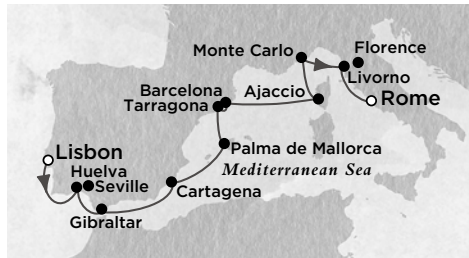 Monte Carlo
Florence
Livorno
Barcelona
Tarragona
Ajaccio
Rome
Lisbon
Palma de Mallorca
Mediterranean Sea
Huelva
Seville
Cartagena
Gibraltar